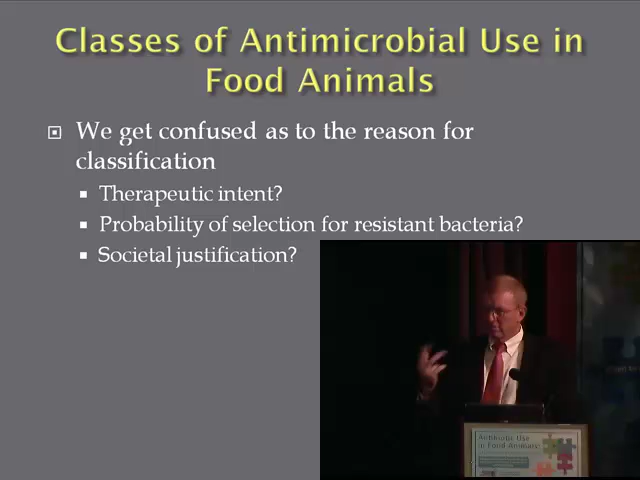 Classes of Antimicrobial Use in
Food Animals
We get confused as to the reason for
classification
Therapeutic intent?
Probability of selection for resistant bacteria?
Societal justification?
Antibiotic Use
in Food Animals: